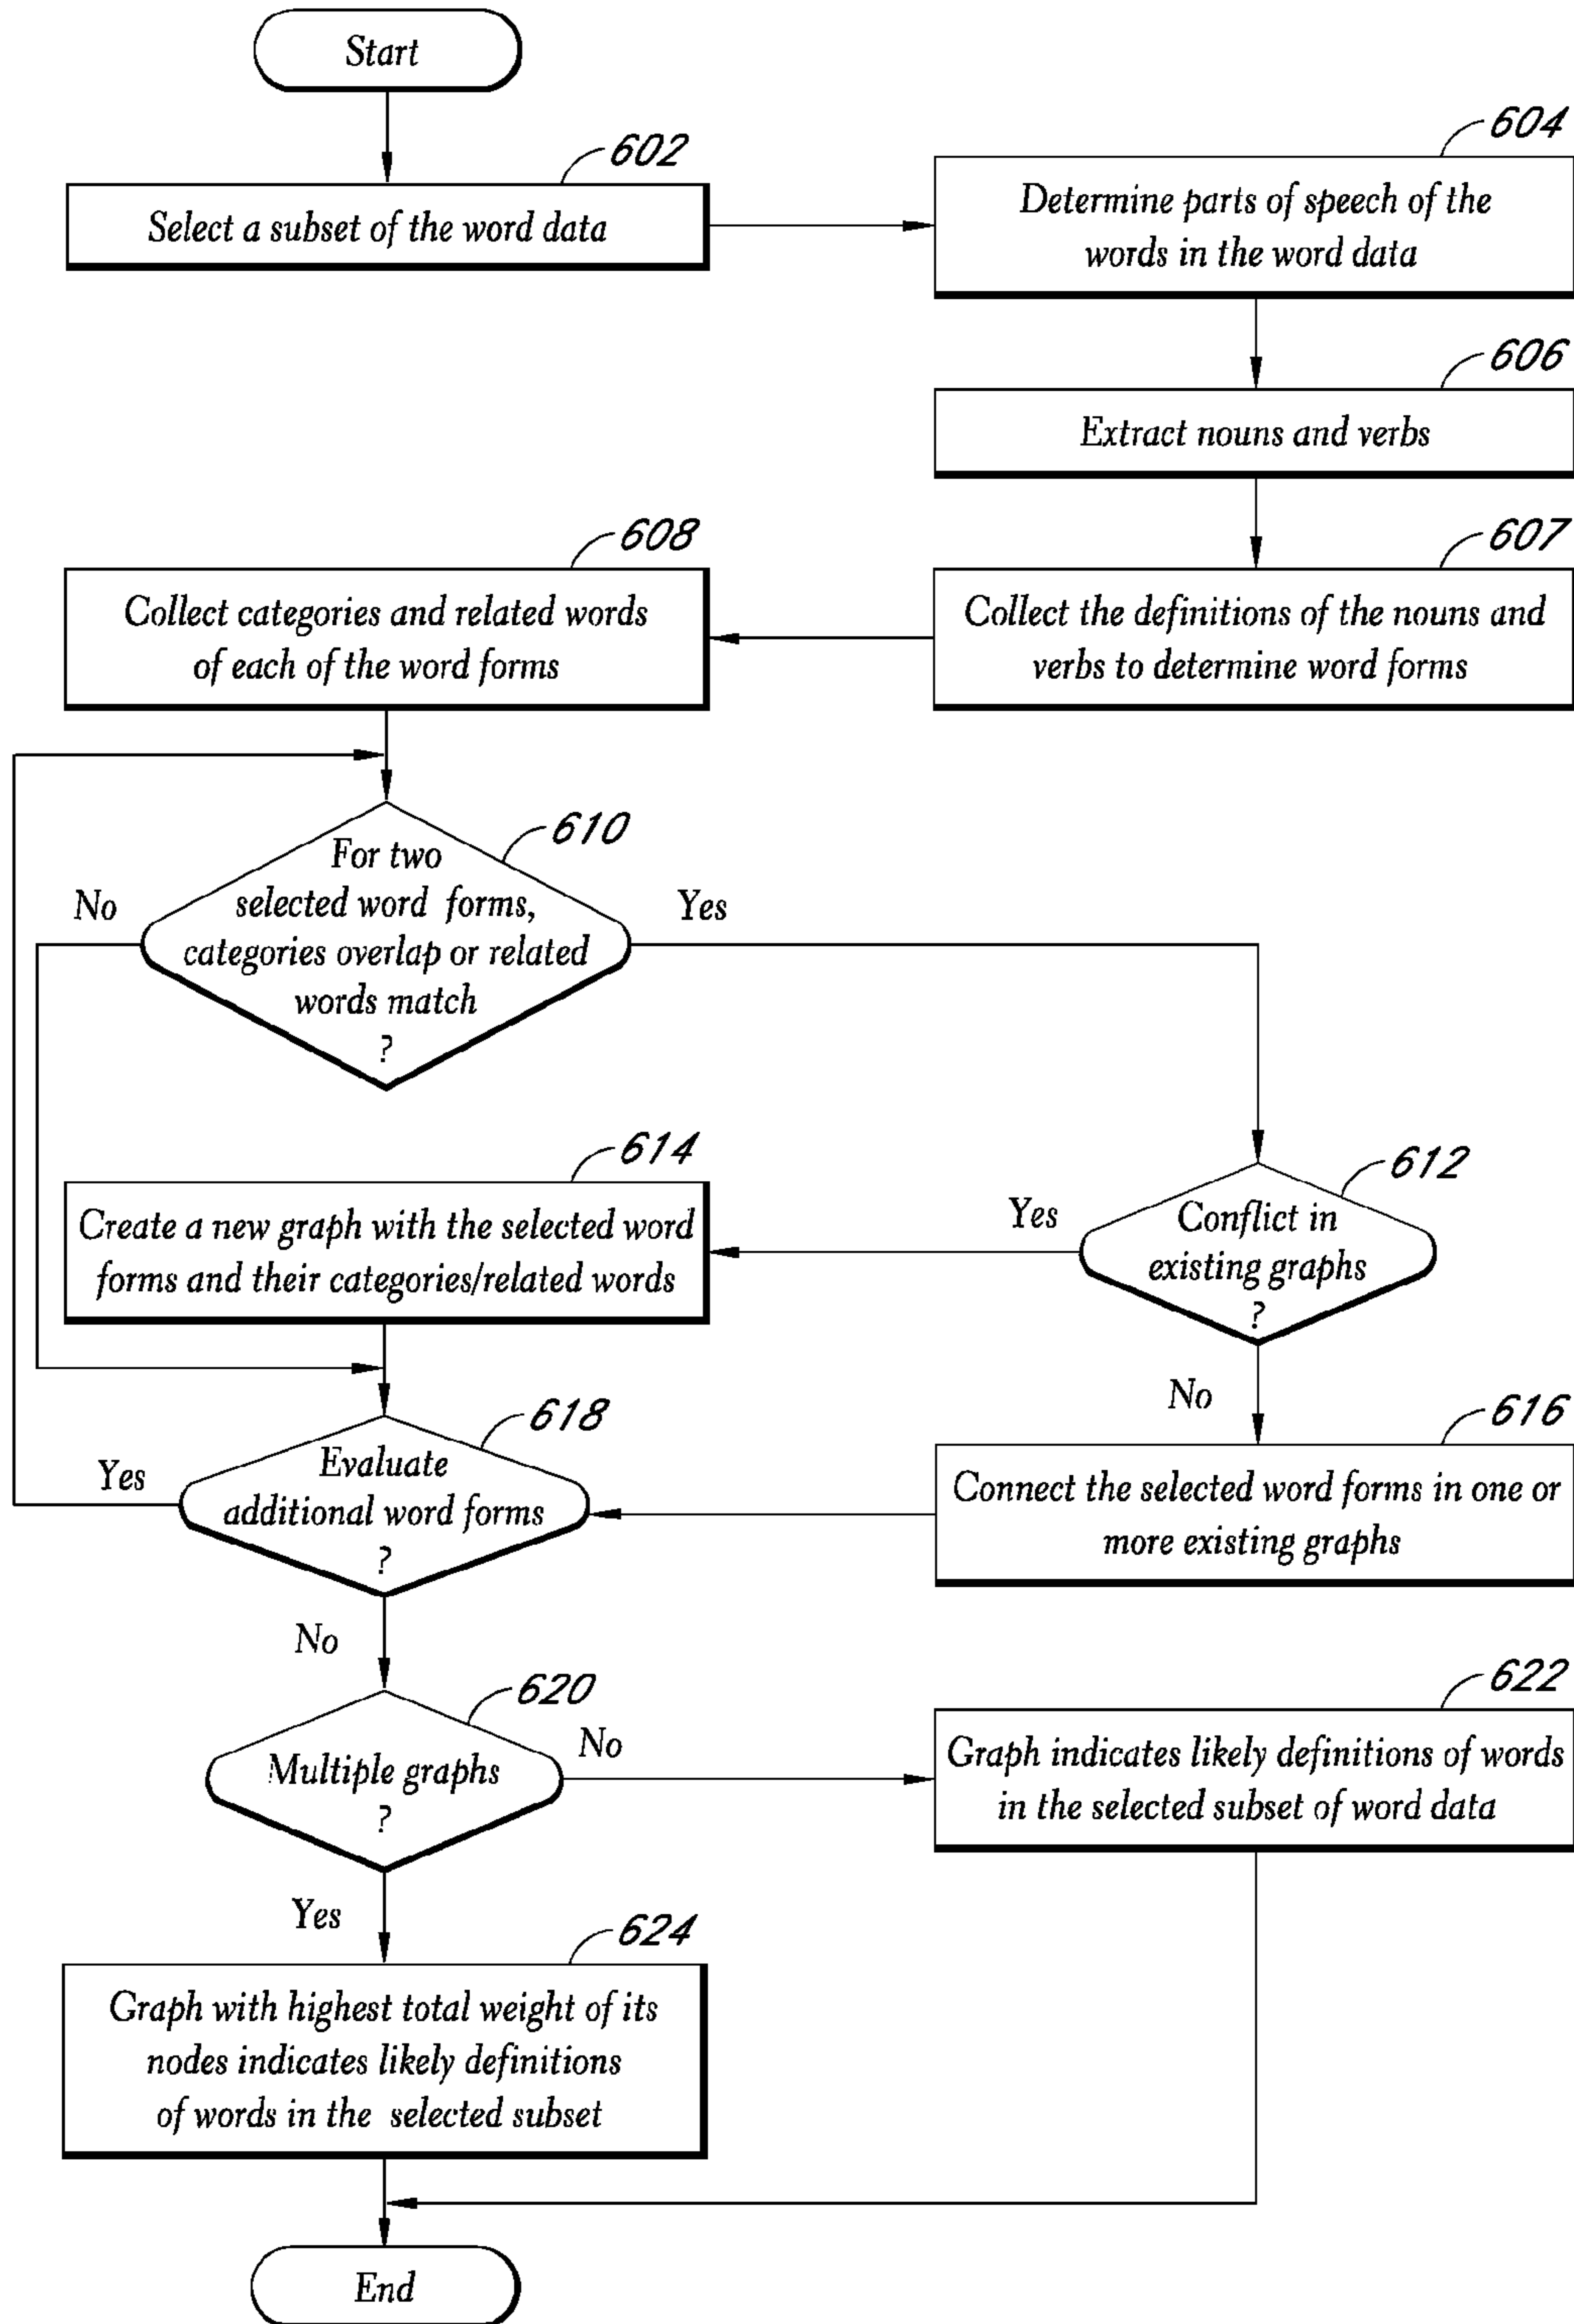 Start
602
Select a subset of the word data
604
Determine parts of speech of the
words in the word data
606
Extract nouns and verbs
607
Collect the definitions of the nouns and
verbs to determine word forms
608
Collect categories and related words
of each of the word forms
610
For two
selected word forms,
categories overlap or related
words match
?
No
Yes
612
Conflict in
existing graphs
?
Yes
No
614
Create a new graph with the selected word
forms and their categories/related words
616
Connect the selected word forms in one or
more existing graphs
618
Evaluate
additional word forms
?
Yes
No
620
Multiple graphs
?
No
Yes
622
Graph indicates likely definitions of words
in the selected subset of word data
624
Graph with highest total weight of its
nodes indicates likely definitions
of words in the selected subset
End